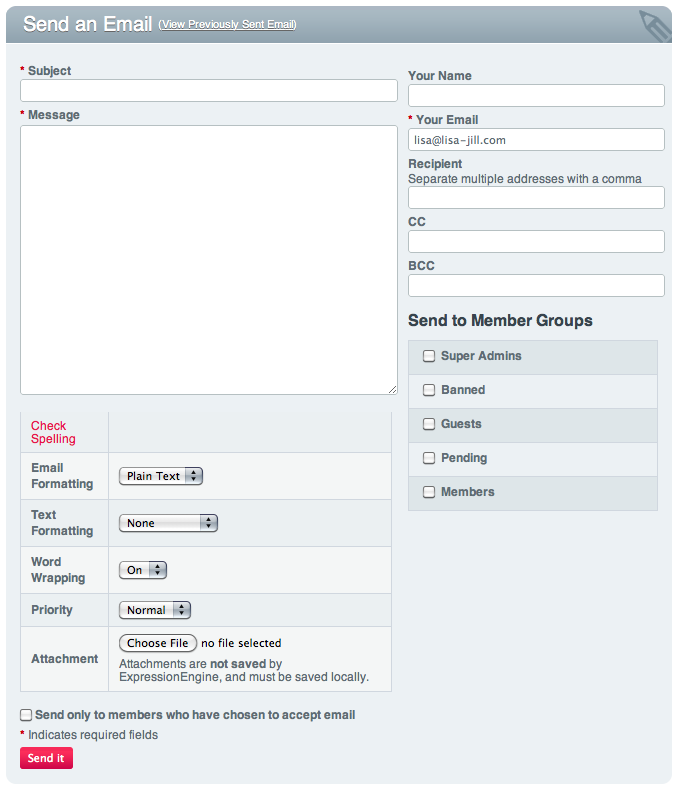 Send an Email (View Previously Sent Email)
* Subject
* Message
Check
Spelling
Email
Formatting
Plain Text
Text
Formatting
None
Word
Wrapping
On
Priority
Normal
Attachment
Choose File no file selected
Attachments are not saved by
ExpressionEngine, and must be saved locally.
Send only to members who have chosen to accept email
* Indicates required fields
Send it
Your Name
* Your Email
lisa@lisa-jill.com
Recipient
Separate multiple addresses with a comma
CC
BCC
Send to Member Groups
Super Admins
Banned
Guests
Pending
Members